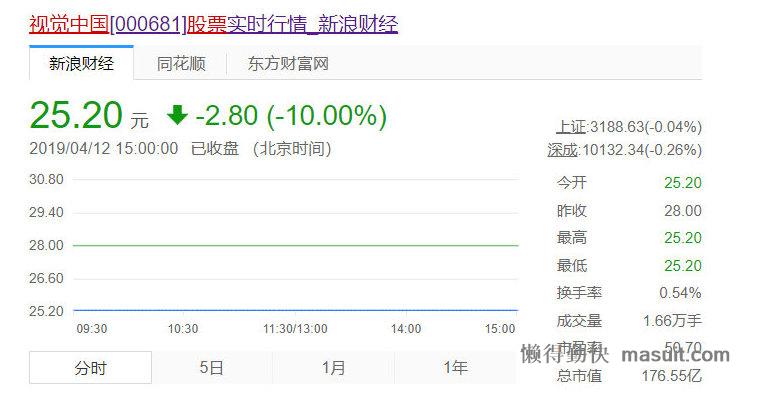 视觉中国[000681]股票实时行情_新浪财经
新浪财经 同花顺 东方财富网
25.20 元 -2.80 (-10.00%)
2019/04/12 15:00:00 已收盘 (北京时间)
上证:3188.63(-0.04%)
深成:10132.34(-0.26%)
30.80
29.40
28.00
26.60
25.20
09:30 10:30 11:30/13:00 14:00 15:00
今开 25.20
昨收 28.00
最高 25.20
最低 25.20
换手率 0.54%
成交量 1.66万手
市盈率 50.70
总市值 176.55亿
分时 5日 1月 1年
懒得勤快 masuit.com